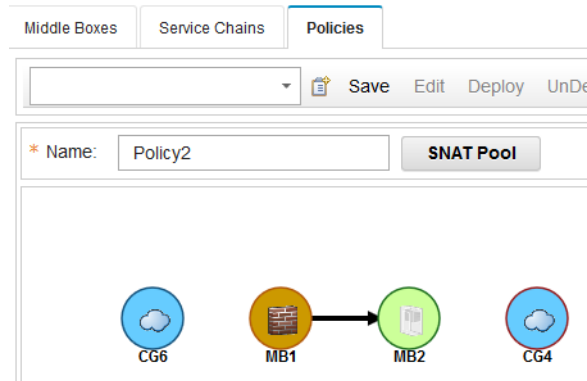 Middle Boxes Service Chains Policies
Save Edit Deploy
* Name: Policy2 SNAT Pool
CG6 MB1 MB2 CG4